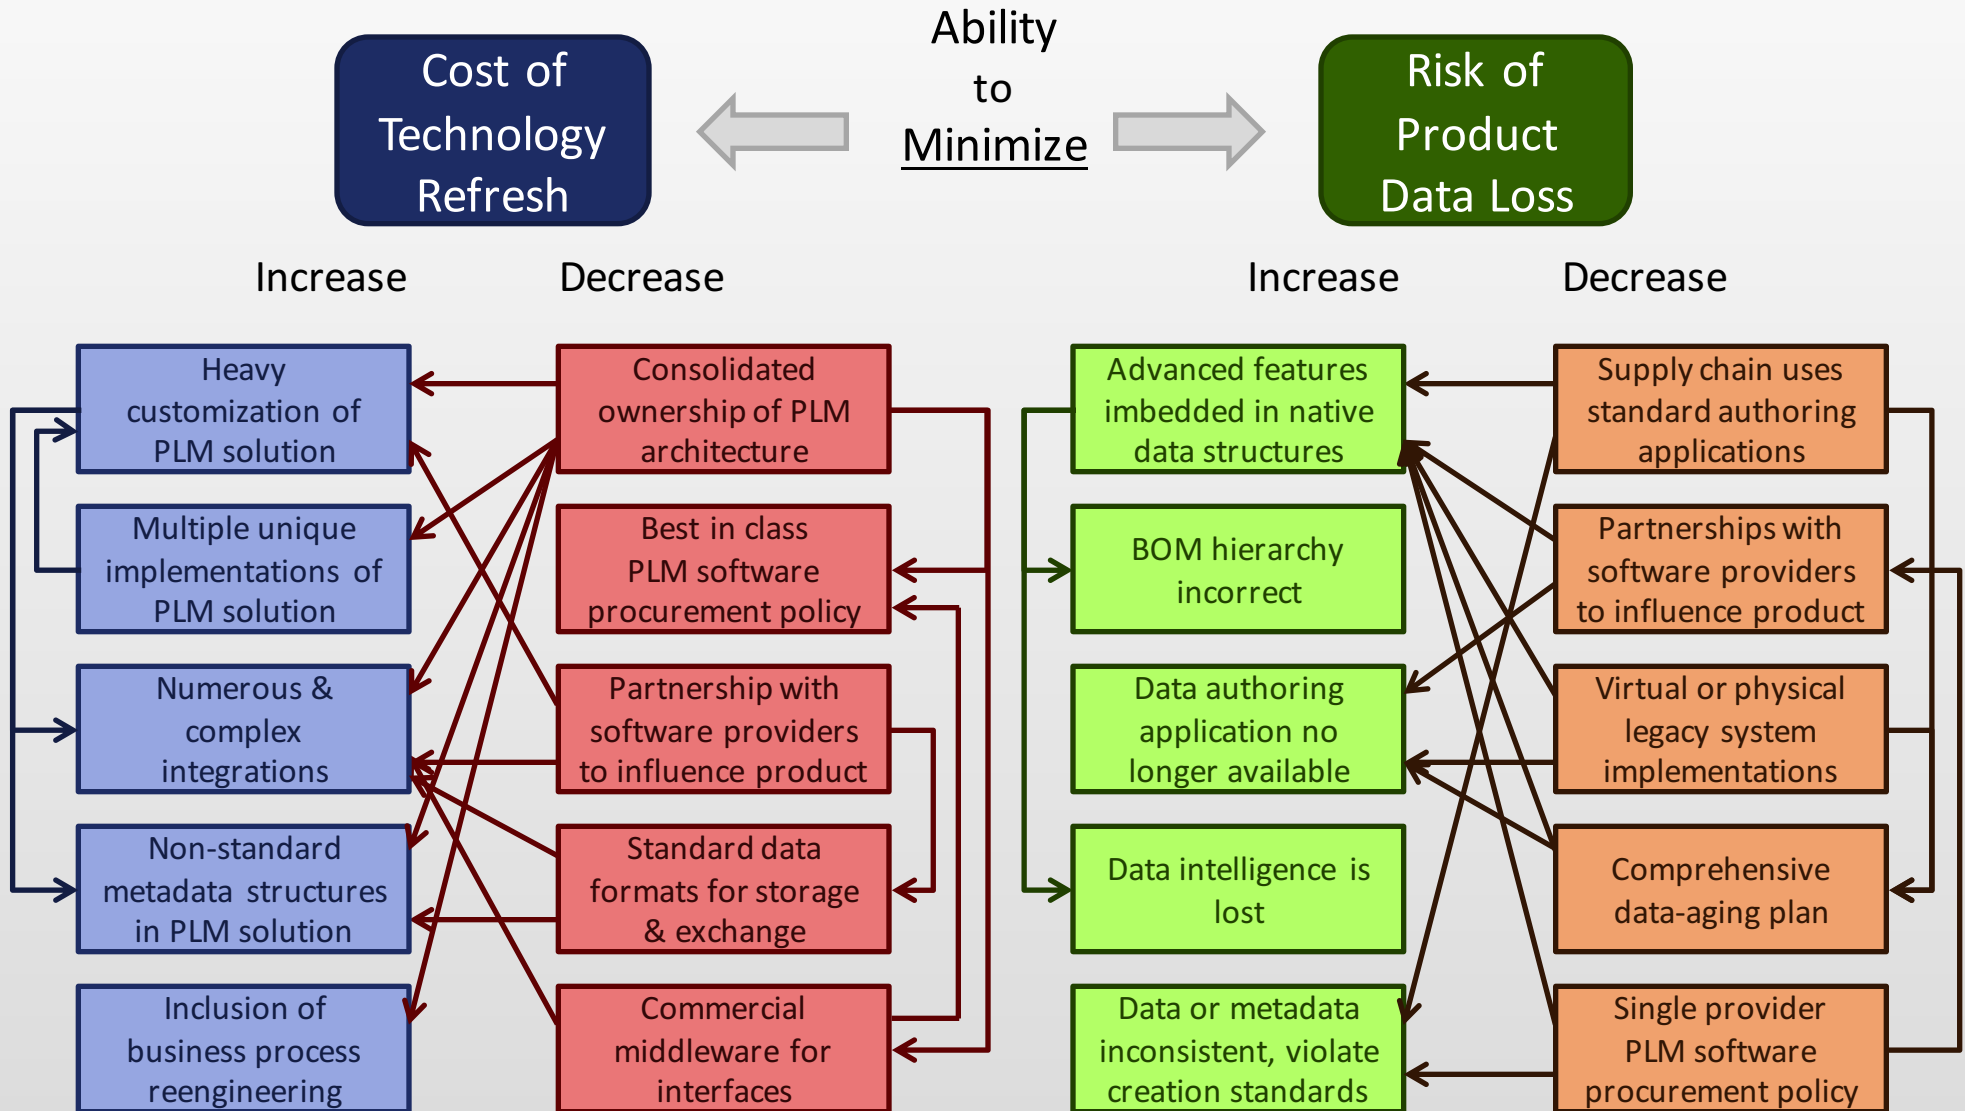 Ability
to
Minimize
Cost of
Technology
Refresh
Risk of
Product
Data Loss
Increase
Decrease
Increase
Decrease
Heavy
customization of
PLM solution
Multiple unique
implementations of
PLM solution
Numerous &
complex
integrations
Non-standard
metadata structures
in PLM solution
Inclusion of
business process
reengineering
Consolidated
ownership of PLM
architecture
Best in class
PLM software
procurement policy
Partnership with
software providers
to influence product
Standard data
formats for storage
& exchange
Commercial
middleware for
interfaces
Advanced features
imbedded in native
data structures
BOM hierarchy
incorrect
Data authoring
application no
longer available
Data intelligence is
lost
Data or metadata
inconsistent, violate
creation standards
Supply chain uses
standard authoring
applications
Partnerships with
software providers
to influence product
Virtual or physical
legacy system
implementations
Comprehensive
data-aging plan
Single provider
PLM software
procurement policy